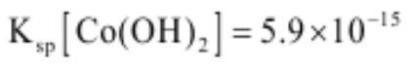 Kₛₚ[Co(OH)₂] = 5.9×10⁻¹⁵